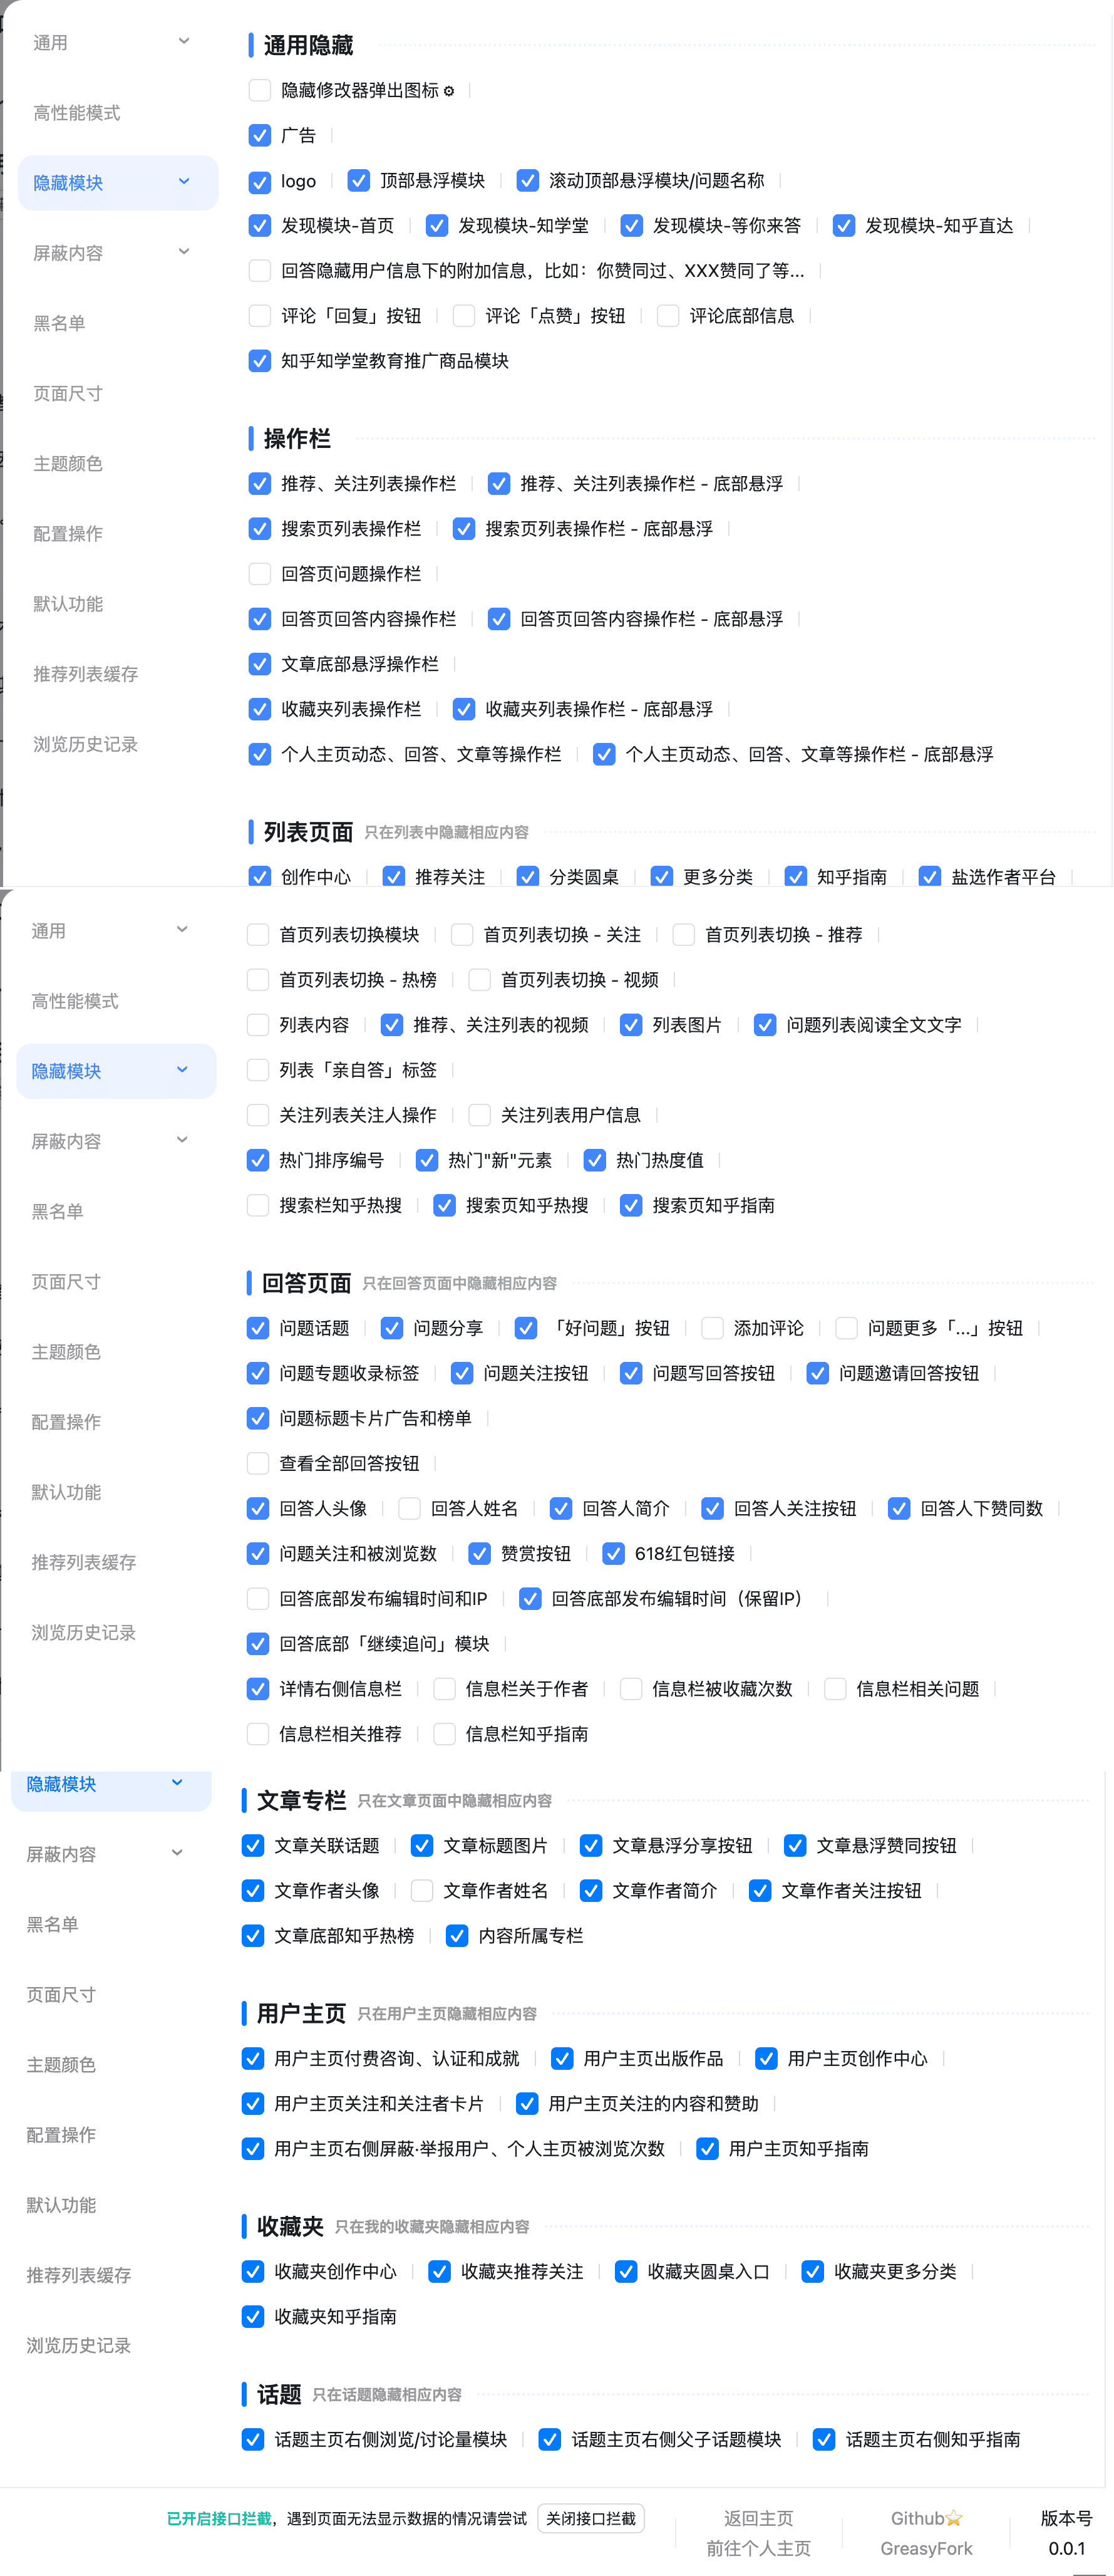 通用
高性能模式
隐藏模块
屏蔽内容
黑名单
页面尺寸
主题颜色
配置操作
默认功能
推荐列表缓存
浏览历史记录
通用隐藏
隐藏修改器弹出图标 ⚙
广告
logo 顶部悬浮模块 滚动顶部悬浮模块/问题名称
发现模块-首页 发现模块-知学堂 发现模块-等你来答 发现模块-知乎直达
回答隐藏用户信息下的附加信息，比如：你赞同过、XXX赞同了等...
评论「回复」按钮 评论「点赞」按钮 评论底部信息
知乎知学堂教育推广商品模块
操作栏
推荐、关注列表操作栏 推荐、关注列表操作栏 - 底部悬浮
搜索页列表操作栏 搜索页列表操作栏 - 底部悬浮
回答页问题操作栏
回答页回答内容操作栏 回答页回答内容操作栏 - 底部悬浮
文章底部悬浮操作栏
收藏夹列表操作栏 收藏夹列表操作栏 - 底部悬浮
个人主页动态、回答、文章等操作栏 个人主页动态、回答、文章等操作栏 - 底部悬浮
列表页面 只在列表中隐藏相应内容
创作中心 推荐关注 分类圆桌 更多分类 知乎指南 盐选作者平台
通用
高性能模式
隐藏模块
屏蔽内容
黑名单
页面尺寸
主题颜色
配置操作
默认功能
推荐列表缓存
浏览历史记录
首页列表切换模块 首页列表切换 - 关注 首页列表切换 - 推荐
首页列表切换 - 热榜 首页列表切换 - 视频
列表内容 推荐、关注列表的视频 列表图片 问题列表阅读全文文字
列表「亲自答」标签
关注列表关注人操作 关注列表用户信息
热门排序编号 热门"新"元素 热门热度值
搜索栏知乎热搜 搜索页知乎热搜 搜索页知乎指南
回答页面 只在回答页面中隐藏相应内容
问题话题 问题分享 「好问题」按钮 添加评论 问题更多「...」按钮
问题专题收录标签 问题关注按钮 问题写回答按钮 问题邀请回答按钮
问题标题卡片广告和榜单
查看全部回答按钮
回答人头像 回答人姓名 回答人简介 回答人关注按钮 回答人下赞同数
问题关注和被浏览数 赞赏按钮 618红包链接
回答底部发布编辑时间和IP 回答底部发布编辑时间（保留IP）
回答底部「继续追问」模块
详情右侧信息栏 信息栏关于作者 信息栏被收藏次数 信息栏相关问题
信息栏相关推荐 信息栏知乎指南
隐藏模块
屏蔽内容
黑名单
页面尺寸
主题颜色
配置操作
默认功能
推荐列表缓存
浏览历史记录
文章专栏 只在文章页面中隐藏相应内容
文章关联话题 文章标题图片 文章悬浮分享按钮 文章悬浮赞同按钮
文章作者头像 文章作者姓名 文章作者简介 文章作者关注按钮
文章底部知乎热榜 内容所属专栏
用户主页 只在用户主页隐藏相应内容
用户主页付费咨询、认证和成就 用户主页出版作品 用户主页创作中心
用户主页关注和关注者卡片 用户主页关注的内容和赞助
用户主页右侧屏蔽·举报用户、个人主页被浏览次数 用户主页知乎指南
收藏夹 只在我的收藏夹隐藏相应内容
收藏夹创作中心 收藏夹推荐关注 收藏夹圆桌入口 收藏夹更多分类
收藏夹知乎指南
话题 只在话题隐藏相应内容
话题主页右侧浏览/讨论量模块 话题主页右侧父子话题模块 话题主页右侧知乎指南
已开启接口拦截，遇到页面无法显示数据的情况请尝试 关闭接口拦截
返回主页
前往个人主页
Github⭐
GreasyFork
版本号
0.0.1